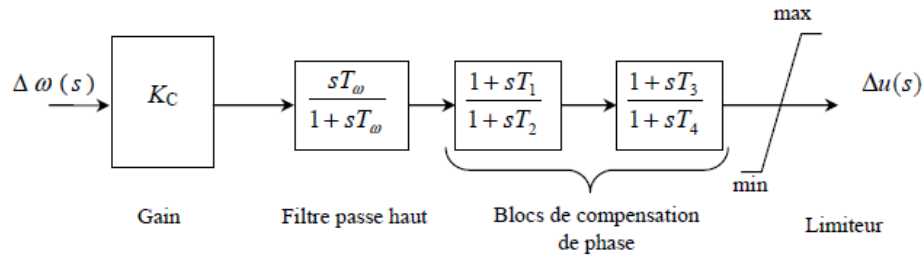 max
Δ ω (s)
K_C
sT_ω
1 + sT_ω
1 + sT_1
1 + sT_2
1 + sT_3
1 + sT_4
Δu(s)
min
Gain
Filtre passe haut
Blocs de compensation
de phase
Limiteur